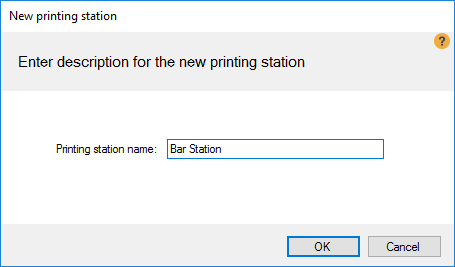 New printing station
?
Enter description for the new printing station
Printing station name: Bar Station
OK Cancel